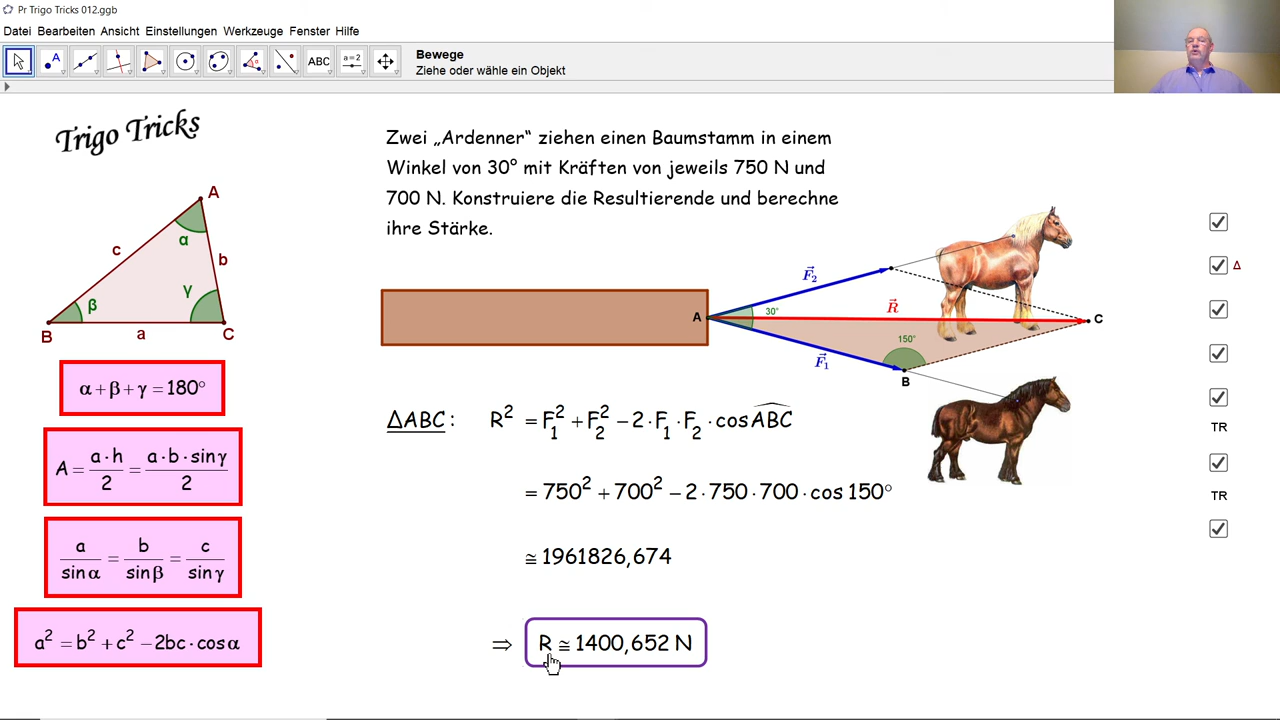 Pr Trigo Tricks 012.ggb
Datei Bearbeiten Ansicht Einstellungen Werkzeuge Fenster Hilfe
A
ABC
a=2
Bewege
Ziehe oder wähle ein Objekt
Trigo Tricks
A
α
c
b
β
γ
B
a
C
α + β + γ = 180°
A = a · h / 2 = a · b · sin γ / 2
a / sin α = b / sin β = c / sin γ
a² = b² + c² − 2bc · cos α
Zwei „Ardenner“ ziehen einen Baumstamm in einem
Winkel von 30° mit Kräften von jeweils 750 N und
700 N. Konstruiere die Resultierende und berechne
ihre Stärke.
F⃗₂
A
30°
R⃗
C
150°
F⃗₁
B
ΔABC : R² = F₁² + F₂² − 2 · F₁ · F₂ · cos ABC
= 750² + 700² − 2 · 750 · 700 · cos 150°
≅ 1961826,674
⇒ R ≅ 1400,652 N
Δ
TR
TR